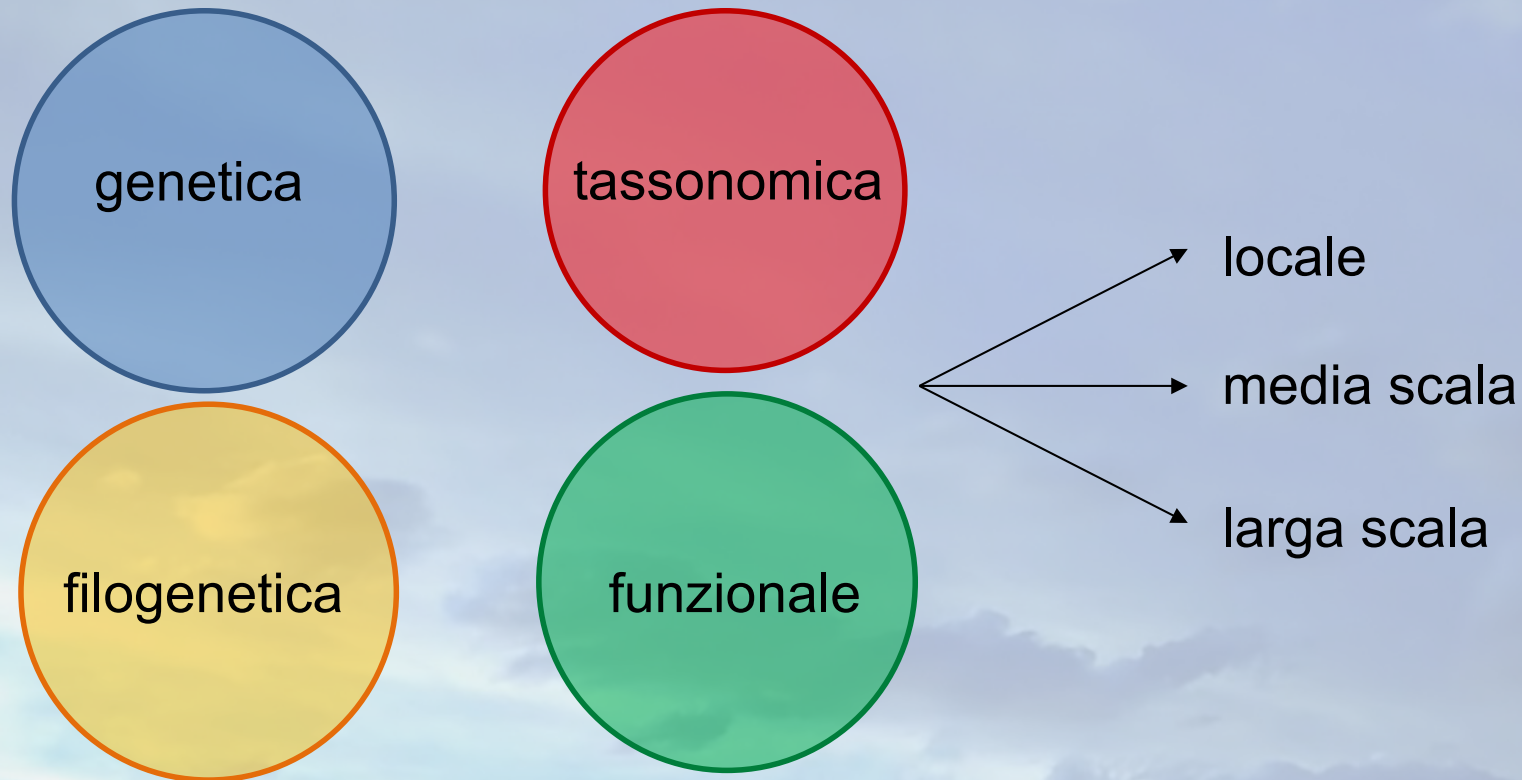 genetica
tassonomica
filogenetica
funzionale
locale
media scala
larga scala